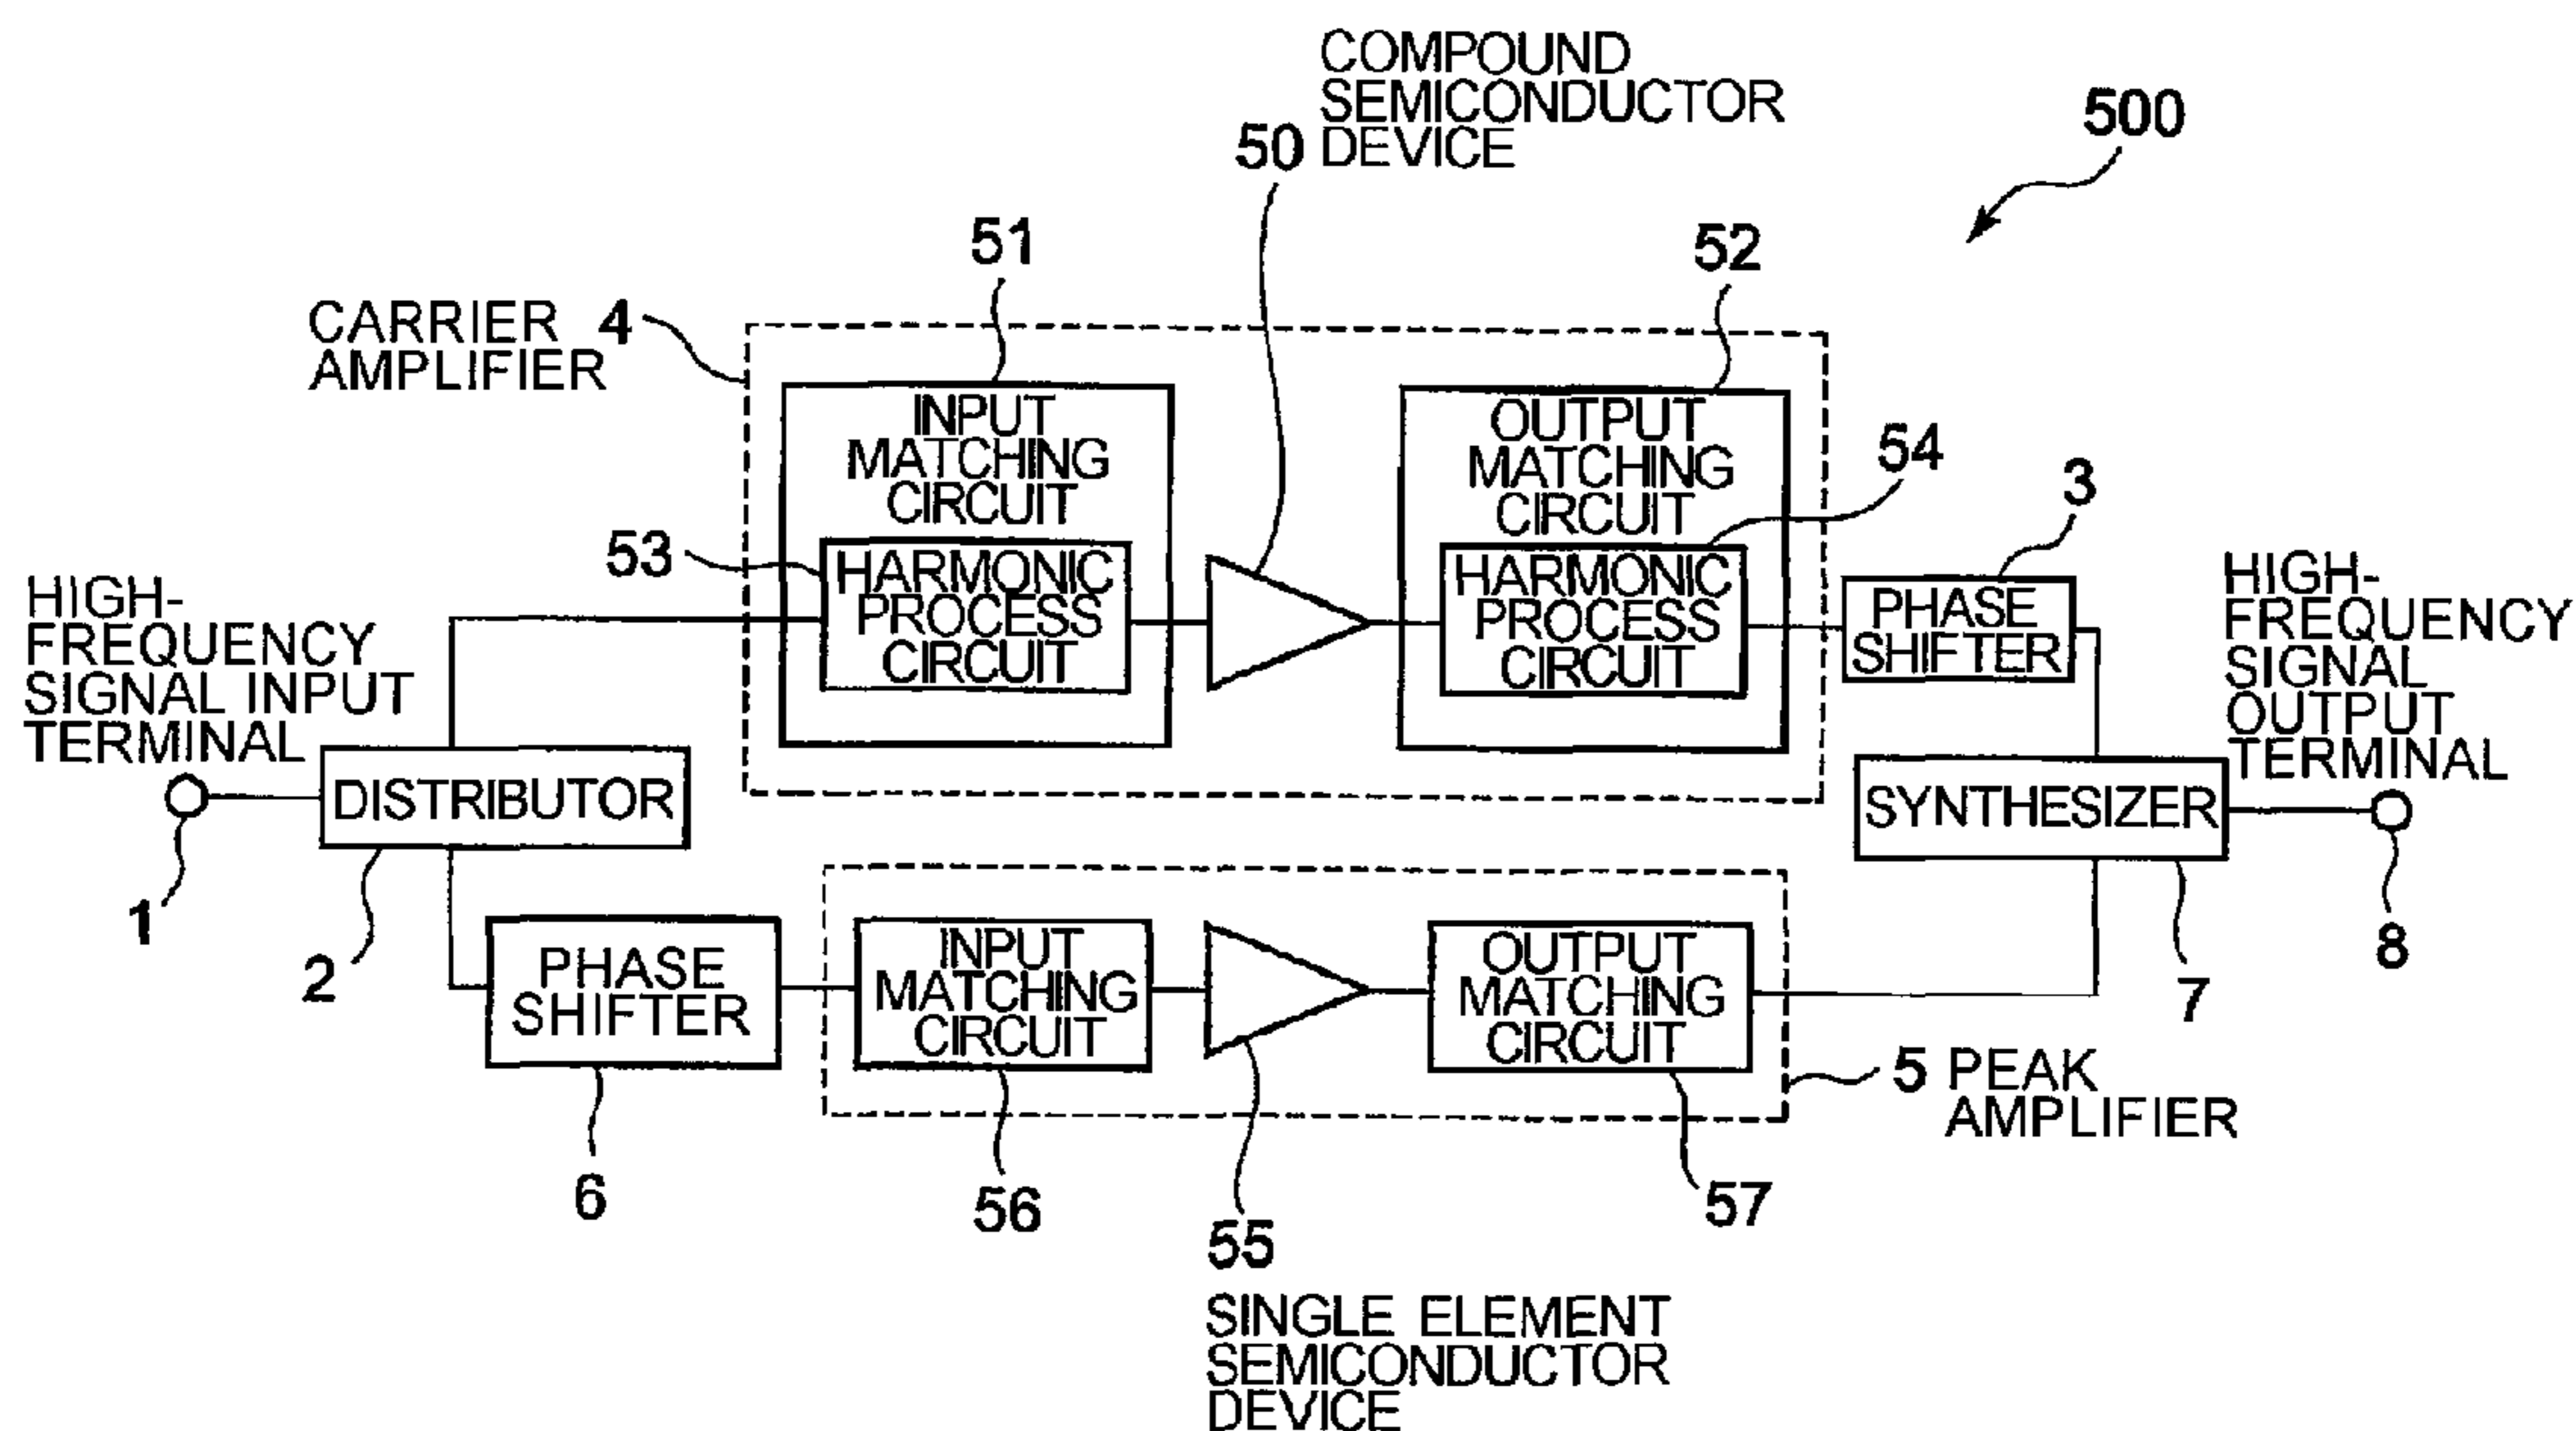 COMPOUND
SEMICONDUCTOR
DEVICE
50
500
51
52
CARRIER
AMPLIFIER
4
INPUT
MATCHING
CIRCUIT
OUTPUT
MATCHING
CIRCUIT
54
3
53
HARMONIC
PROCESS
CIRCUIT
HARMONIC
PROCESS
CIRCUIT
PHASE
SHIFTER
HIGH-
FREQUENCY
SIGNAL INPUT
TERMINAL
HIGH-
FREQUENCY
SIGNAL
OUTPUT
TERMINAL
DISTRIBUTOR
SYNTHESIZER
1
2
PHASE
SHIFTER
INPUT
MATCHING
CIRCUIT
OUTPUT
MATCHING
CIRCUIT
7
8
5 PEAK
AMPLIFIER
6
56
55
57
SINGLE ELEMENT
SEMICONDUCTOR
DEVICE